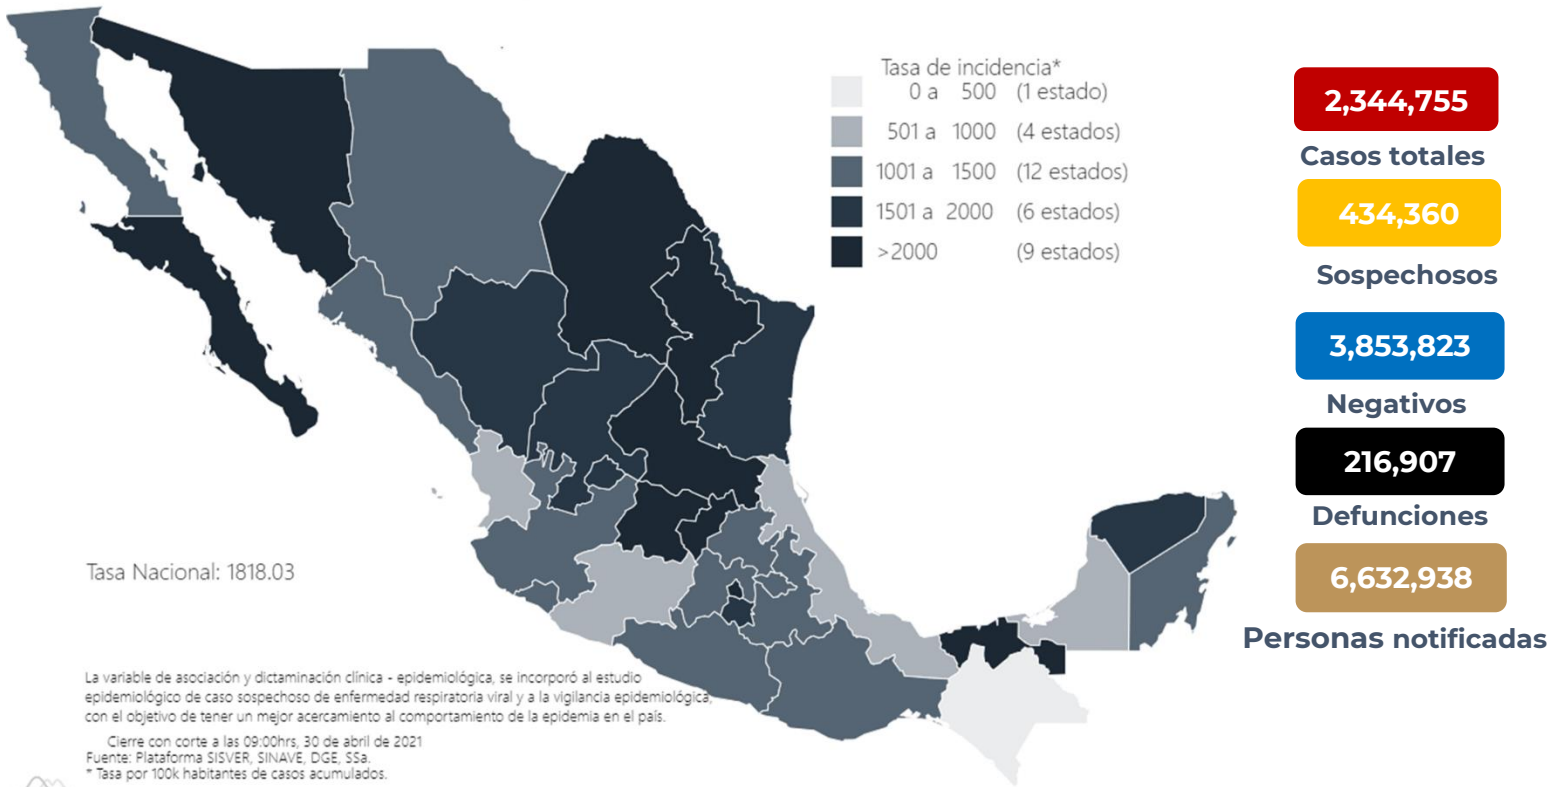 Tasa de incidencia*
0 a 500 (1 estado)
501 a 1000 (4 estados)
1001 a 1500 (12 estados)
1501 a 2000 (6 estados)
>2000 (9 estados)
2,344,755
Casos totales
434,360
Sospechosos
3,853,823
Negativos
216,907
Defunciones
6,632,938
Personas notificadas
Tasa Nacional: 1818.03
La variable de asociación y dictaminación clínica - epidemiológica, se incorporó al estudio
epidemiológico de caso sospechoso de enfermedad respiratoria viral y a la vigilancia epidemiológica,
con el objetivo de tener un mejor acercamiento al comportamiento de la epidemia en el país.
Cierre con corte a las 09:00hrs, 30 de abril de 2021
Fuente: Plataforma SISVER, SINAVE, DGE, SSa.
* Tasa por 100k habitantes de casos acumulados.